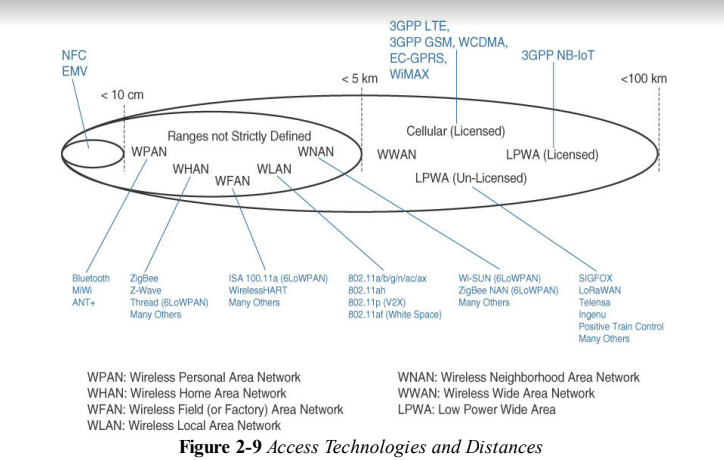 3GPP LTE,
3GPP GSM, WCDMA,
EC-GPRS,
WiMAX
3GPP NB-IoT
NFC
EMV
< 10 cm
< 5 km
<100 km
Ranges not Strictly Defined
WPAN
WHAN
WFAN
WLAN
WNAN
WWAN
Cellular (Licensed)
LPWA (Licensed)
LPWA (Un-Licensed)
Bluetooth
MiWi
ANT+
ZigBee
Z-Wave
Thread (6LoWPAN)
Many Others
ISA 100.11a (6LoWPAN)
WirelessHART
Many Others
802.11a/b/g/n/ac/ax
802.11ah
802.11p (V2X)
802.11af (White Space)
Wi-SUN (6LoWPAN)
ZigBee NAN (6LoWPAN)
Many Others
SIGFOX
LoRaWAN
Telensa
Ingenu
Positive Train Control
Many Others
WPAN: Wireless Personal Area Network
WHAN: Wireless Home Area Network
WFAN: Wireless Field (or Factory) Area Network
WLAN: Wireless Local Area Network
WNAN: Wireless Neighborhood Area Network
WWAN: Wireless Wide Area Network
LPWA: Low Power Wide Area
Figure 2-9 Access Technologies and Distances